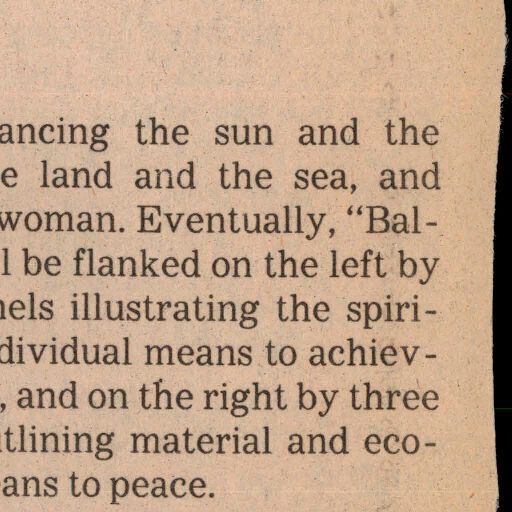 ancing the sun and the
e land and the sea, and
woman. Eventually, “Bal-
l be flanked on the left by
nels illustrating the spiri-
dividual means to achiev-
, and on the right by three
tlining material and eco-
ans to peace.